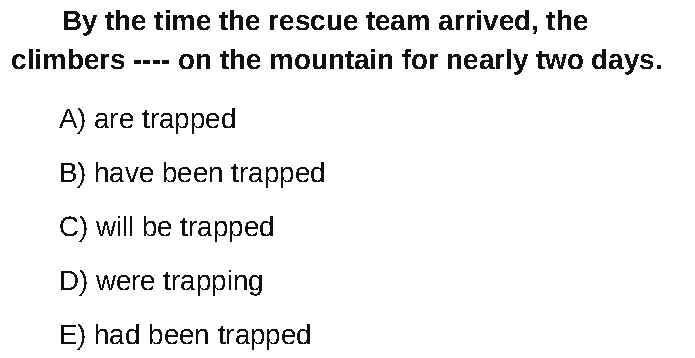 By the time the rescue team arrived, the
climbers ---- on the mountain for nearly two days.
A) are trapped
B) have been trapped
C) will be trapped
D) were trapping
E) had been trapped